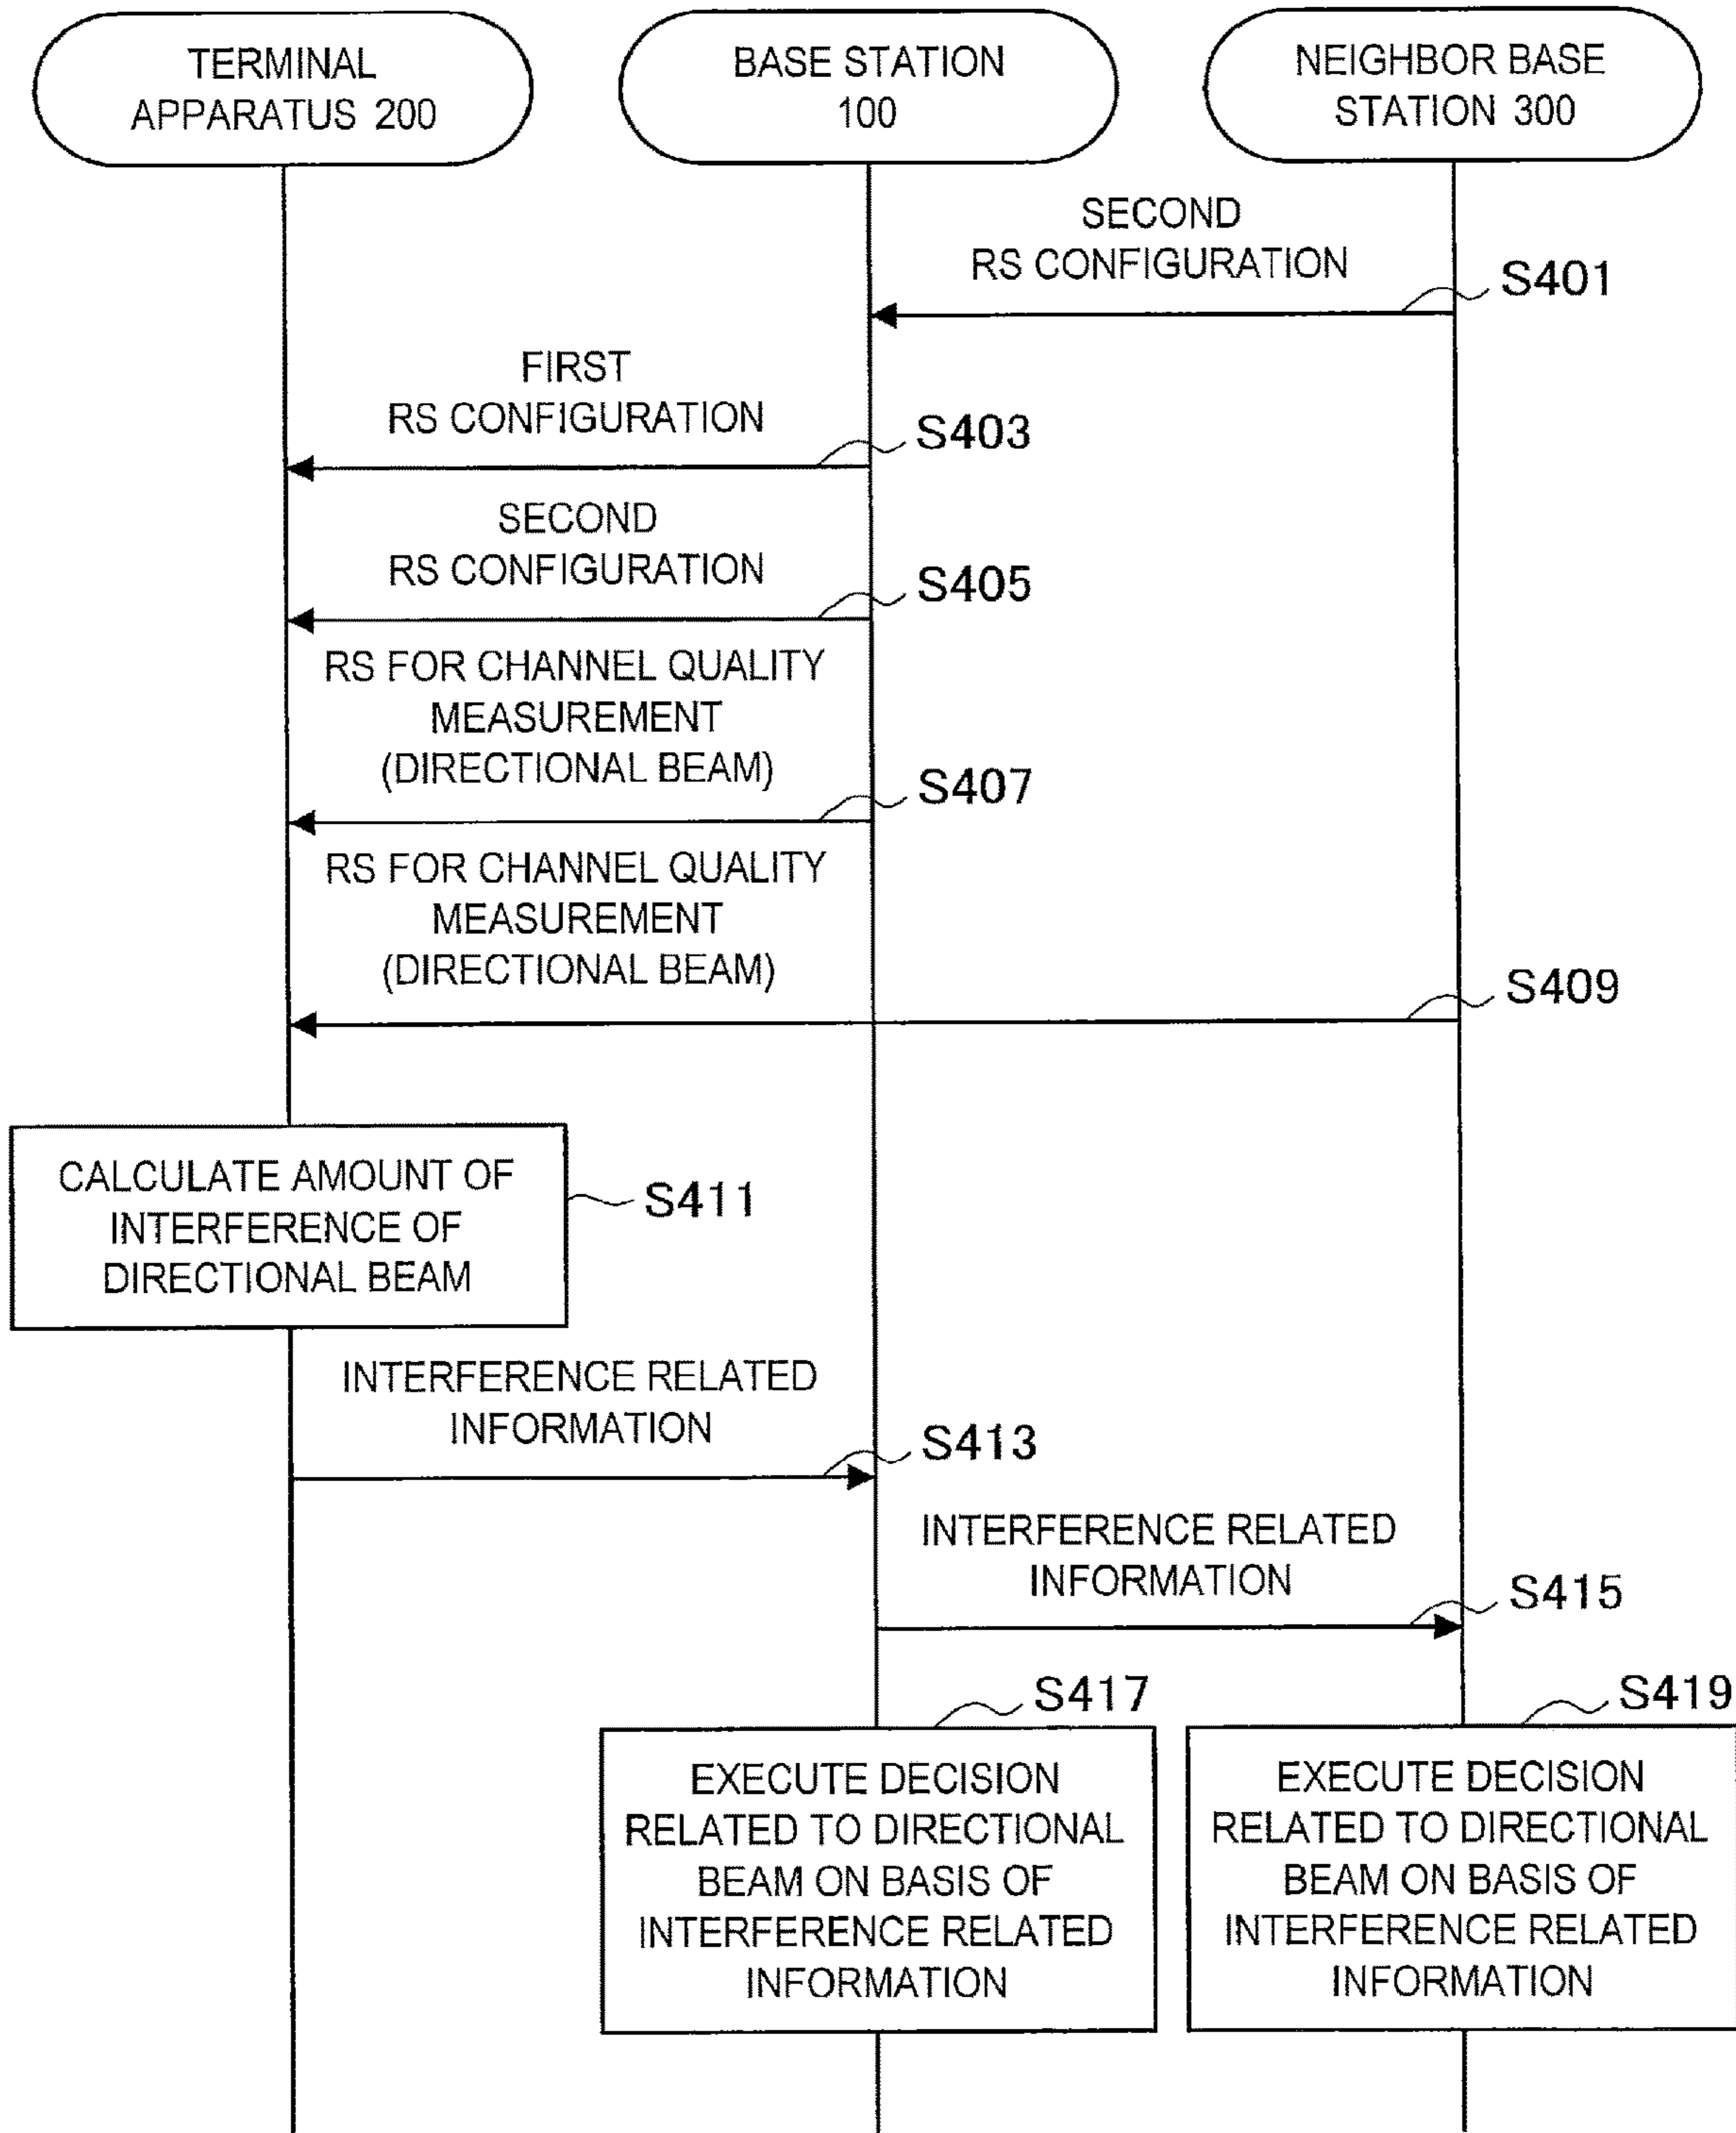 TERMINAL
APPARATUS 200
BASE STATION
100
NEIGHBOR BASE
STATION 300
SECOND
RS CONFIGURATION
S401
FIRST
RS CONFIGURATION
S403
SECOND
RS CONFIGURATION
S405
RS FOR CHANNEL QUALITY
MEASUREMENT
(DIRECTIONAL BEAM)
S407
RS FOR CHANNEL QUALITY
MEASUREMENT
(DIRECTIONAL BEAM)
S409
CALCULATE AMOUNT OF
INTERFERENCE OF
DIRECTIONAL BEAM
S411
INTERFERENCE RELATED
INFORMATION
S413
INTERFERENCE RELATED
INFORMATION
S415
S417
EXECUTE DECISION
RELATED TO DIRECTIONAL
BEAM ON BASIS OF
INTERFERENCE RELATED
INFORMATION
S419
EXECUTE DECISION
RELATED TO DIRECTIONAL
BEAM ON BASIS OF
INTERFERENCE RELATED
INFORMATION